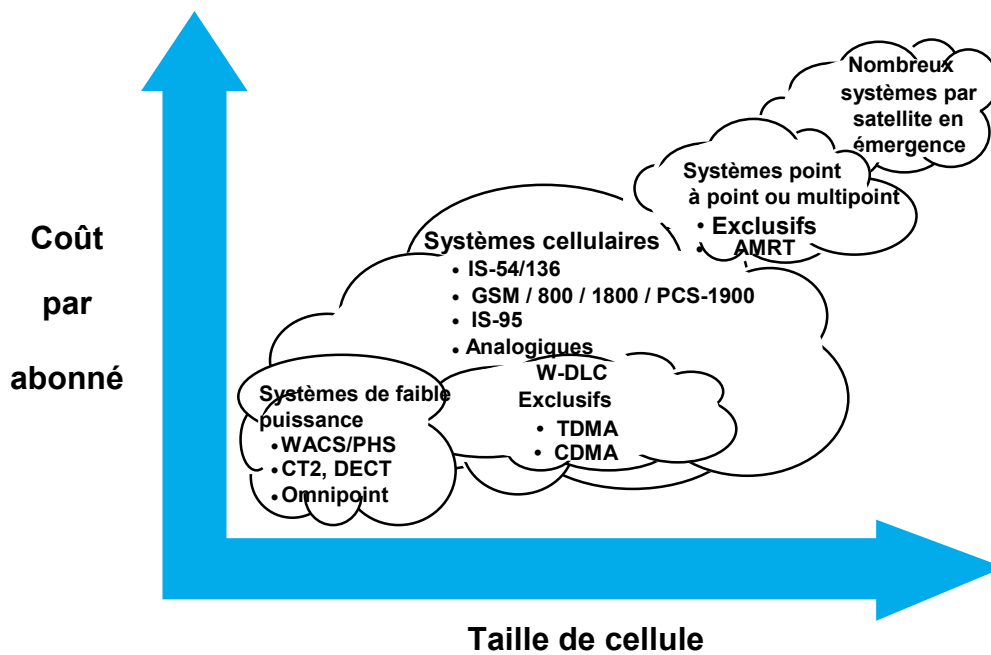 Nombreux
systèmes par
satellite en
émergence
Systèmes point
à point ou multipoint
• Exclusifs
• AMRT
Systèmes cellulaires
• IS-54/136
• GSM / 800 / 1800 / PCS-1900
• IS-95
• Analogiques
W-DLC
Exclusifs
• TDMA
• CDMA
Systèmes de faible
puissance
• WACS/PHS
• CT2, DECT
• Omnipoint
Coût
par
abonné
Taille de cellule